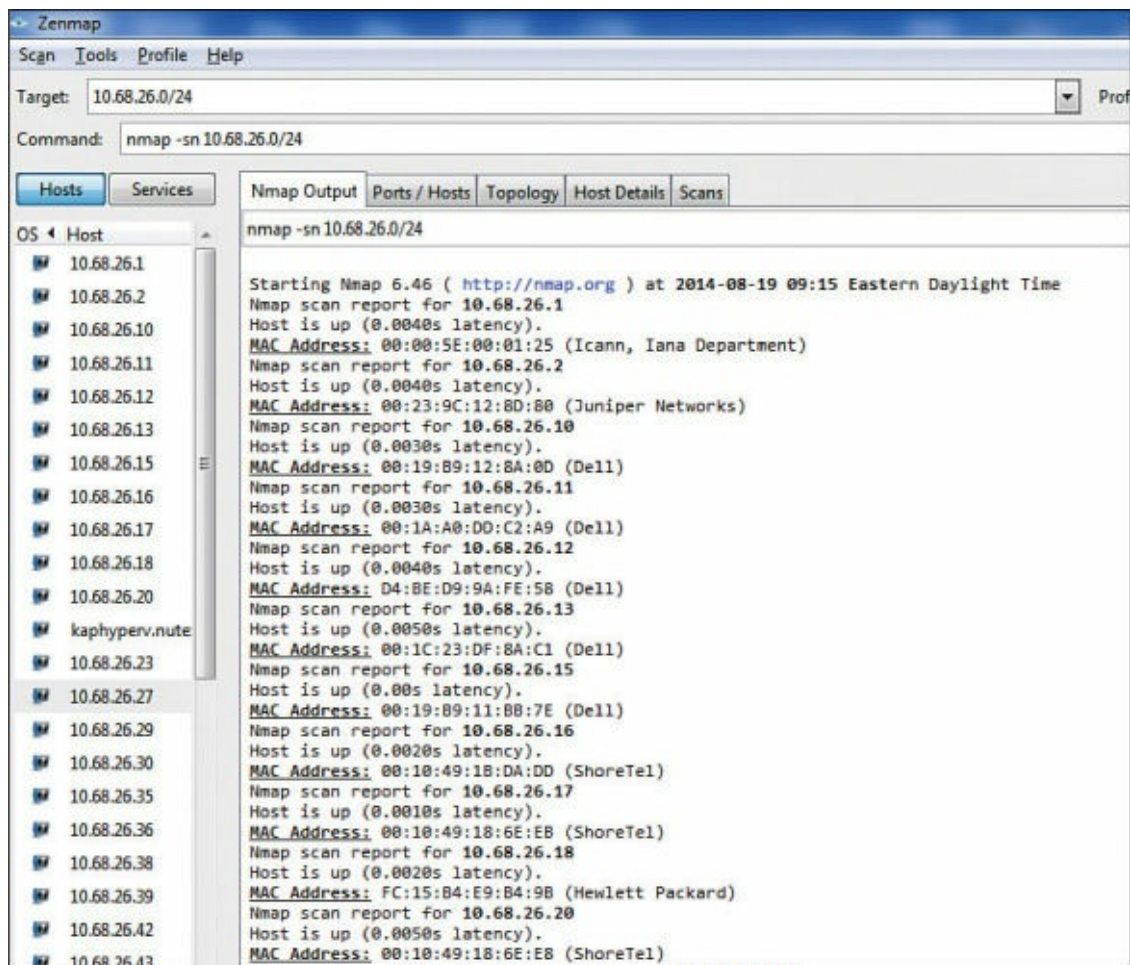 Zenmap
Scan Tools Profile Help
Target: 10.68.26.0/24 Prof
Command: nmap -sn 10.68.26.0/24
Hosts Services
Nmap Output Ports / Hosts Topology Host Details Scans
OS Host
nmap -sn 10.68.26.0/24
10.68.26.1
10.68.26.2
10.68.26.10
10.68.26.11
10.68.26.12
10.68.26.13
10.68.26.15
10.68.26.16
10.68.26.17
10.68.26.18
10.68.26.20
kaphyperv.nute
10.68.26.23
10.68.26.27
10.68.26.29
10.68.26.30
10.68.26.35
10.68.26.36
10.68.26.38
10.68.26.39
10.68.26.42
10.68.26.43
Starting Nmap 6.46 ( http://nmap.org ) at 2014-08-19 09:15 Eastern Daylight Time
Nmap scan report for 10.68.26.1
Host is up (0.0040s latency).
MAC Address: 00:00:5E:00:01:25 (Icann, Iana Department)
Nmap scan report for 10.68.26.2
Host is up (0.0040s latency).
MAC Address: 00:23:9C:12:8D:80 (Juniper Networks)
Nmap scan report for 10.68.26.10
Host is up (0.0030s latency).
MAC Address: 00:19:B9:12:8A:0D (Dell)
Nmap scan report for 10.68.26.11
Host is up (0.0030s latency).
MAC Address: 00:1A:A0:DD:C2:A9 (Dell)
Nmap scan report for 10.68.26.12
Host is up (0.0040s latency).
MAC Address: D4:BE:D9:9A:FE:58 (Dell)
Nmap scan report for 10.68.26.13
Host is up (0.0050s latency).
MAC Address: 00:1C:23:DF:8A:C1 (Dell)
Nmap scan report for 10.68.26.15
Host is up (0.00s latency).
MAC Address: 00:19:B9:11:BB:7E (Dell)
Nmap scan report for 10.68.26.16
Host is up (0.0020s latency).
MAC Address: 00:10:49:1B:DA:DD (ShoreTel)
Nmap scan report for 10.68.26.17
Host is up (0.0010s latency).
MAC Address: 00:10:49:18:6E:EB (ShoreTel)
Nmap scan report for 10.68.26.18
Host is up (0.0020s latency).
MAC Address: FC:15:B4:E9:B4:9B (Hewlett Packard)
Nmap scan report for 10.68.26.20
Host is up (0.0050s latency).
MAC Address: 00:10:49:18:6E:E8 (ShoreTel)